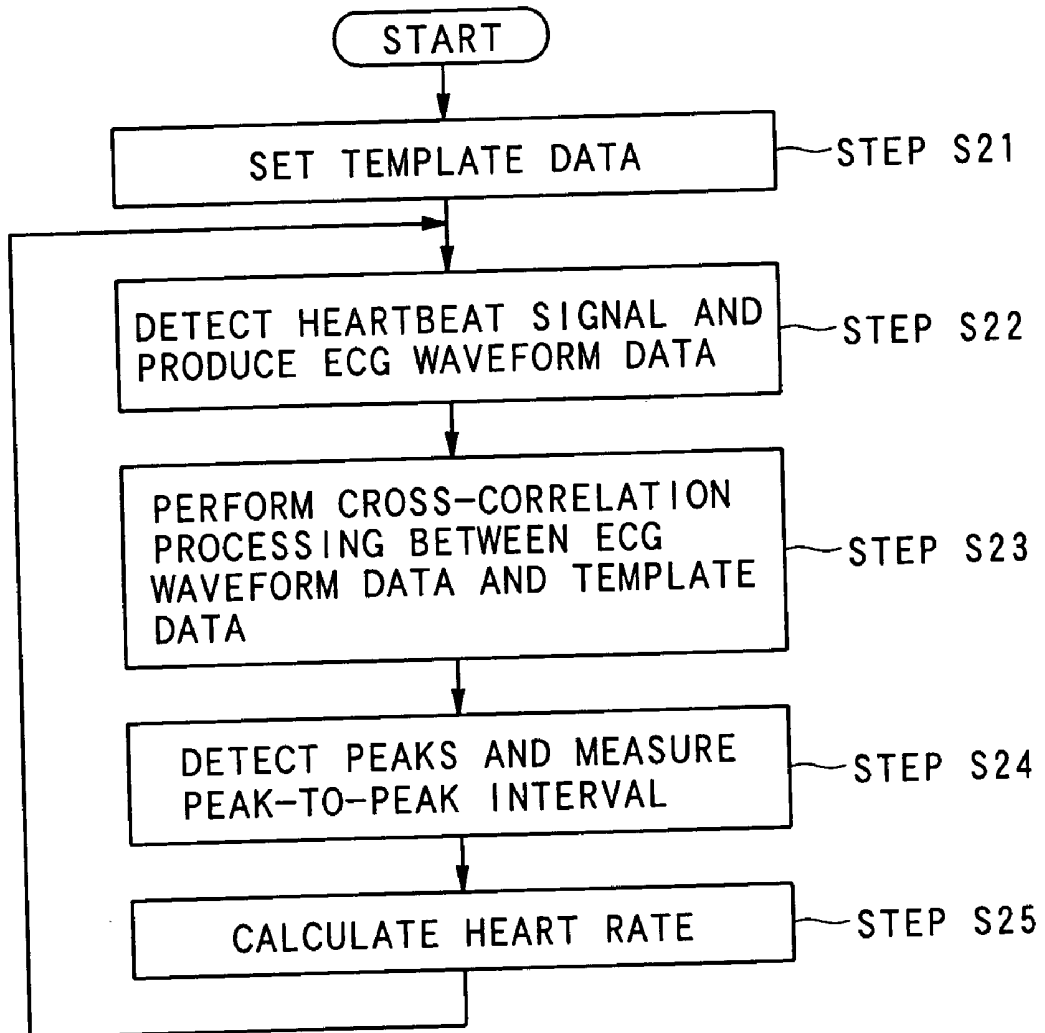 START
SET TEMPLATE DATA
STEP S21
DETECT HEARTBEAT SIGNAL AND
PRODUCE ECG WAVEFORM DATA
STEP S22
PERFORM CROSS-CORRELATION
PROCESSING BETWEEN ECG
WAVEFORM DATA AND TEMPLATE
DATA
STEP S23
DETECT PEAKS AND MEASURE
PEAK-TO-PEAK INTERVAL
STEP S24
CALCULATE HEART RATE
STEP S25